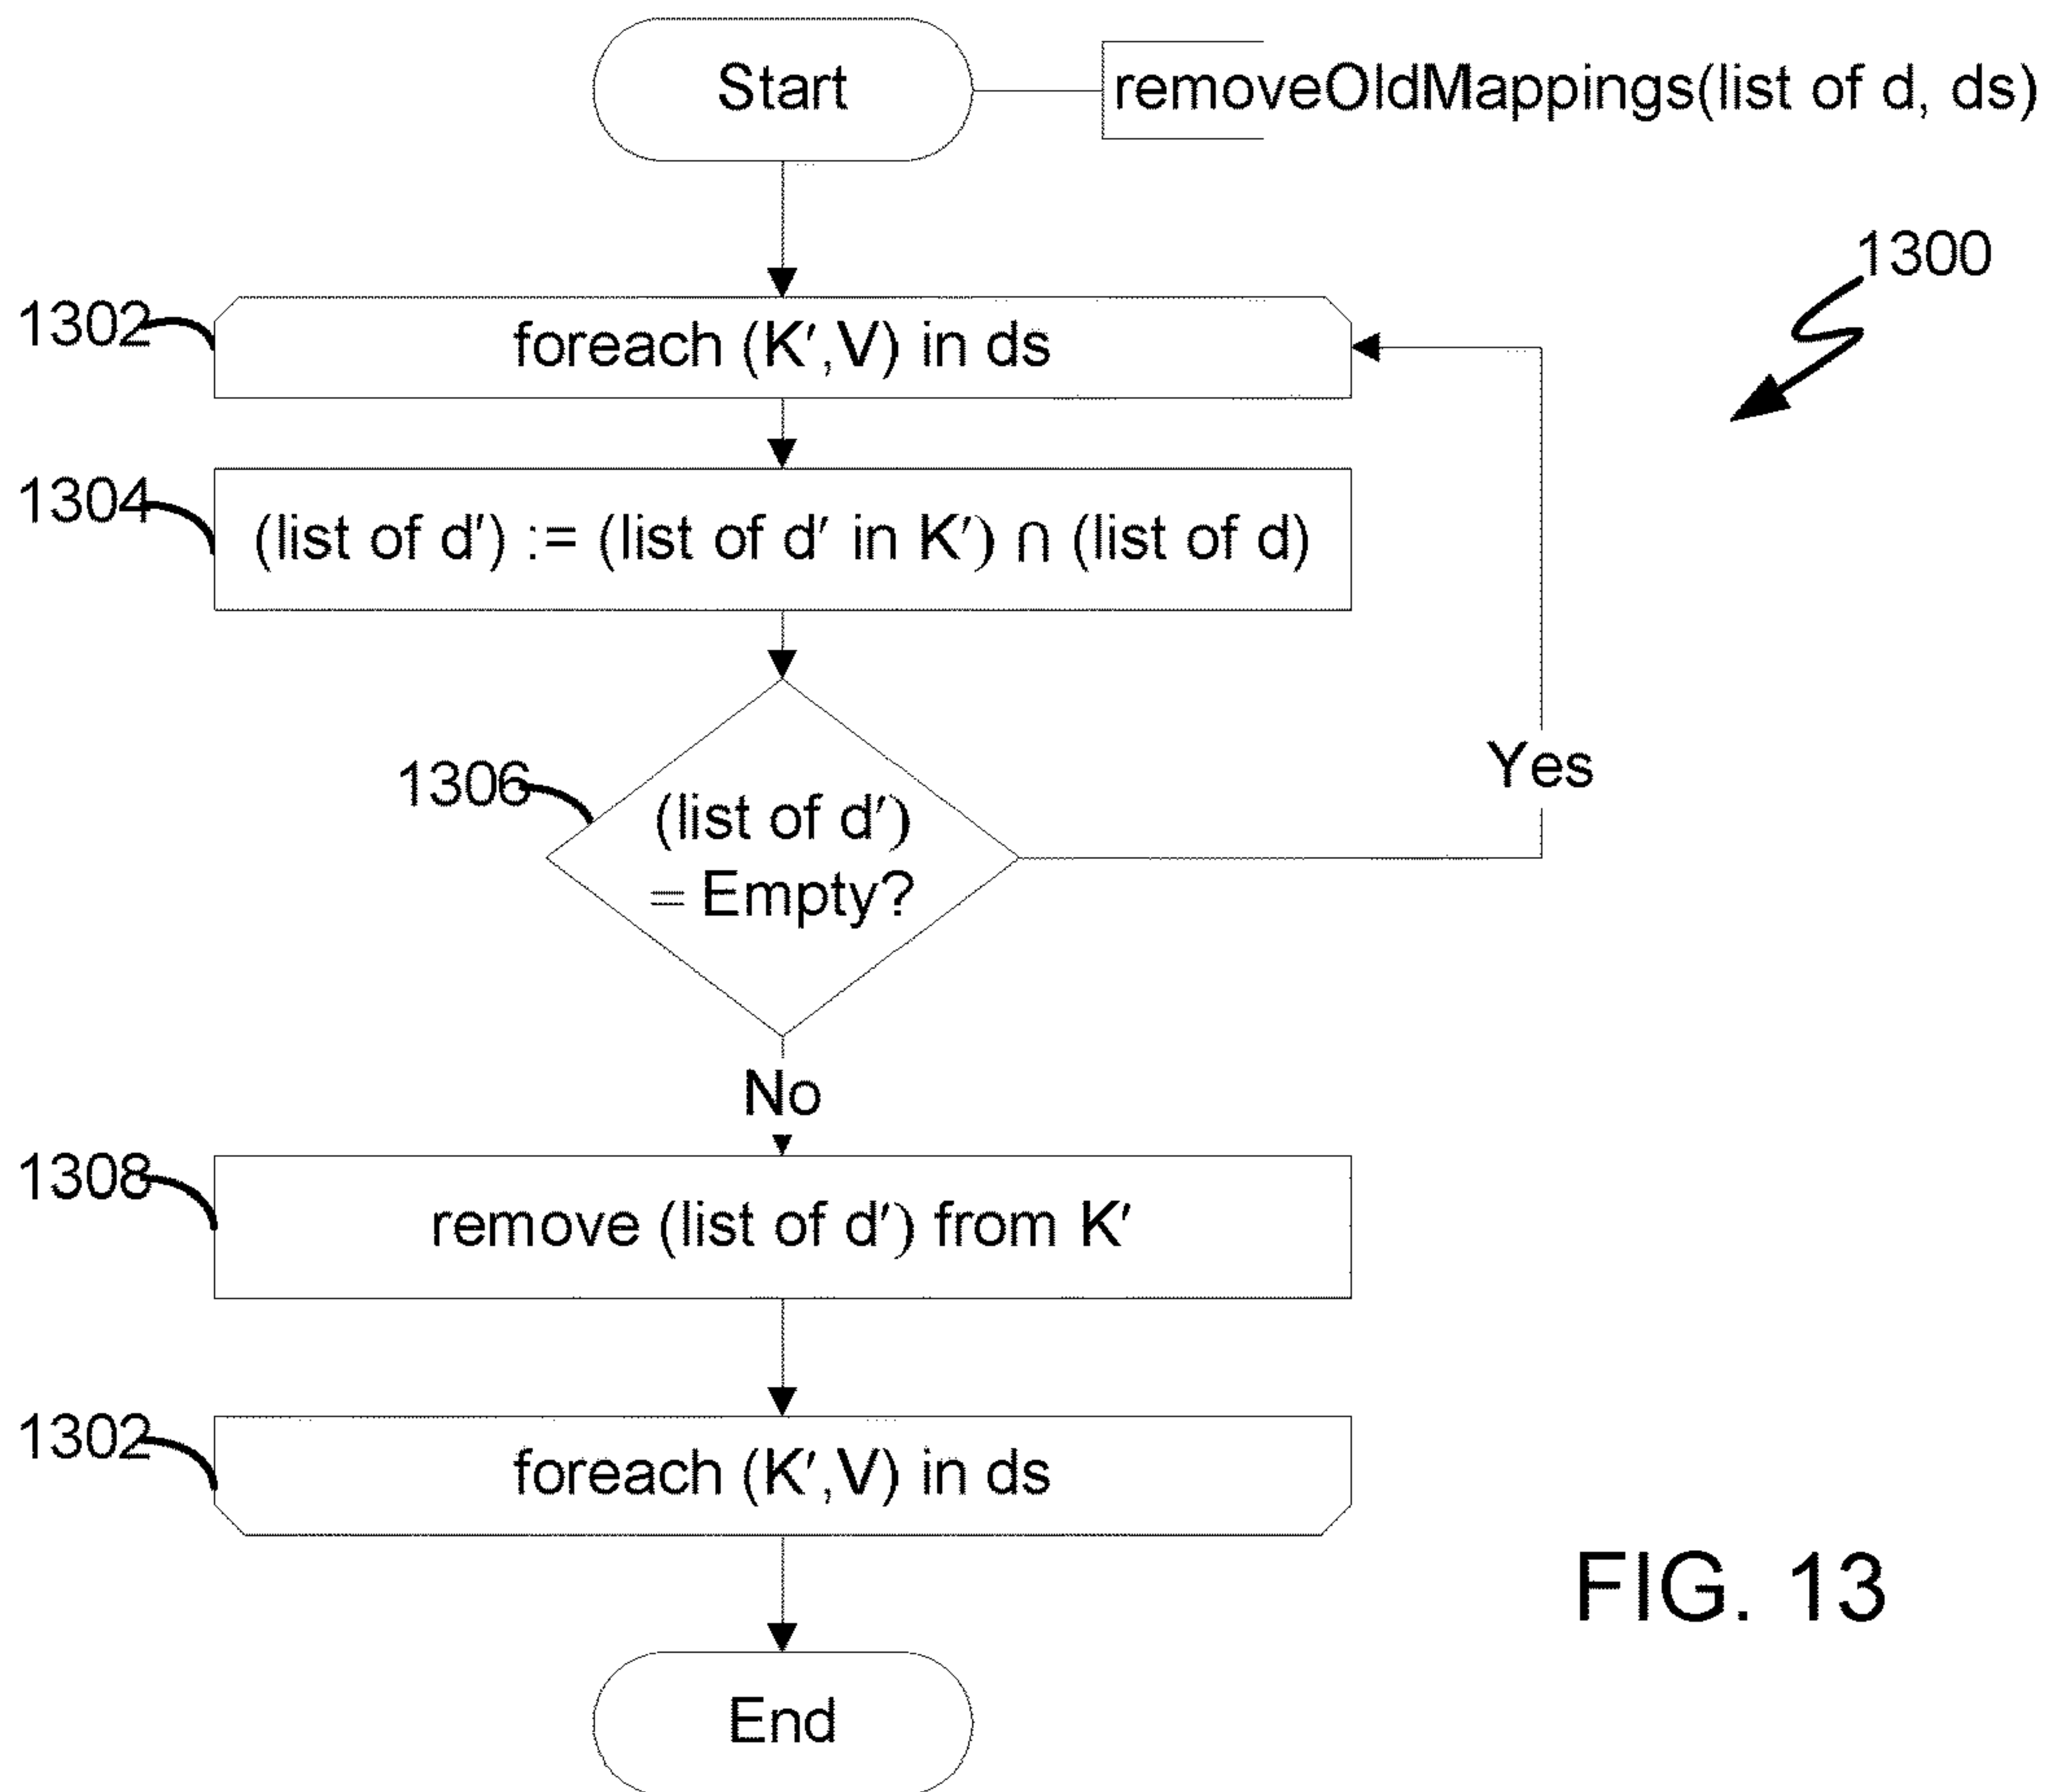 Start
removeOldMappings(list of d, ds)
1300
1302
foreach (K′,V) in ds
1304
(list of d′) := (list of d′ in K′) ∩ (list of d)
1306
(list of d′)
= Empty?
Yes
No
1308
remove (list of d′) from K′
1302
foreach (K′,V) in ds
FIG. 13
End